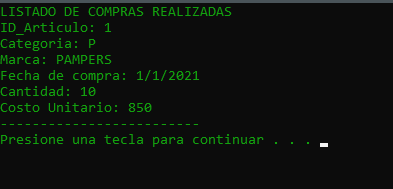 LISTADO DE COMPRAS REALIZADAS
ID_Articulo: 1
Categoria: P
Marca: PAMPERS
Fecha de compra: 1/1/2021
Cantidad: 10
Costo Unitario: 850
-------------------------
Presione una tecla para continuar . . .